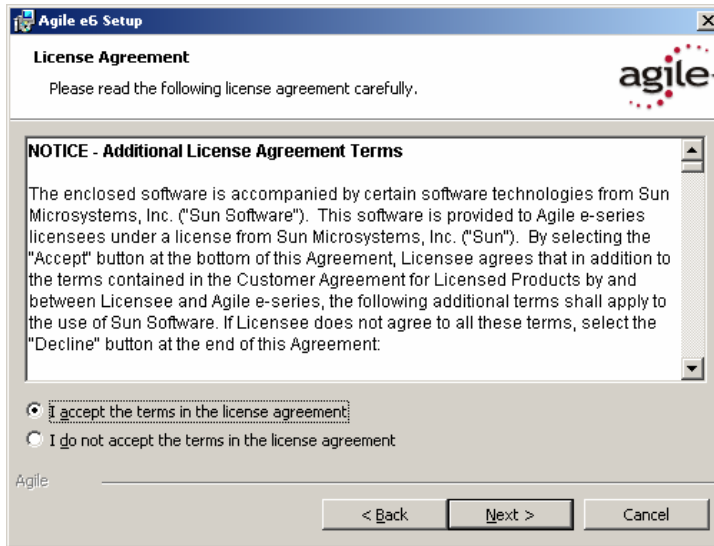 Agile e6 Setup
License Agreement
Please read the following license agreement carefully.
agile
NOTICE - Additional License Agreement Terms
The enclosed software is accompanied by certain software technologies from Sun
Microsystems, Inc. ("Sun Software").  This software is provided to Agile e-series
licensees under a license from Sun Microsystems, Inc. ("Sun").  By selecting the
"Accept" button at the bottom of this Agreement, Licensee agrees that in addition to
the terms contained in the Customer Agreement for Licensed Products by and
between Licensee and Agile e-series, the following additional terms shall apply to
the use of Sun Software. If Licensee does not agree to all these terms, select the
"Decline" button at the end of this Agreement:
I accept the terms in the license agreement
I do not accept the terms in the license agreement
Agile
< Back
Next >
Cancel